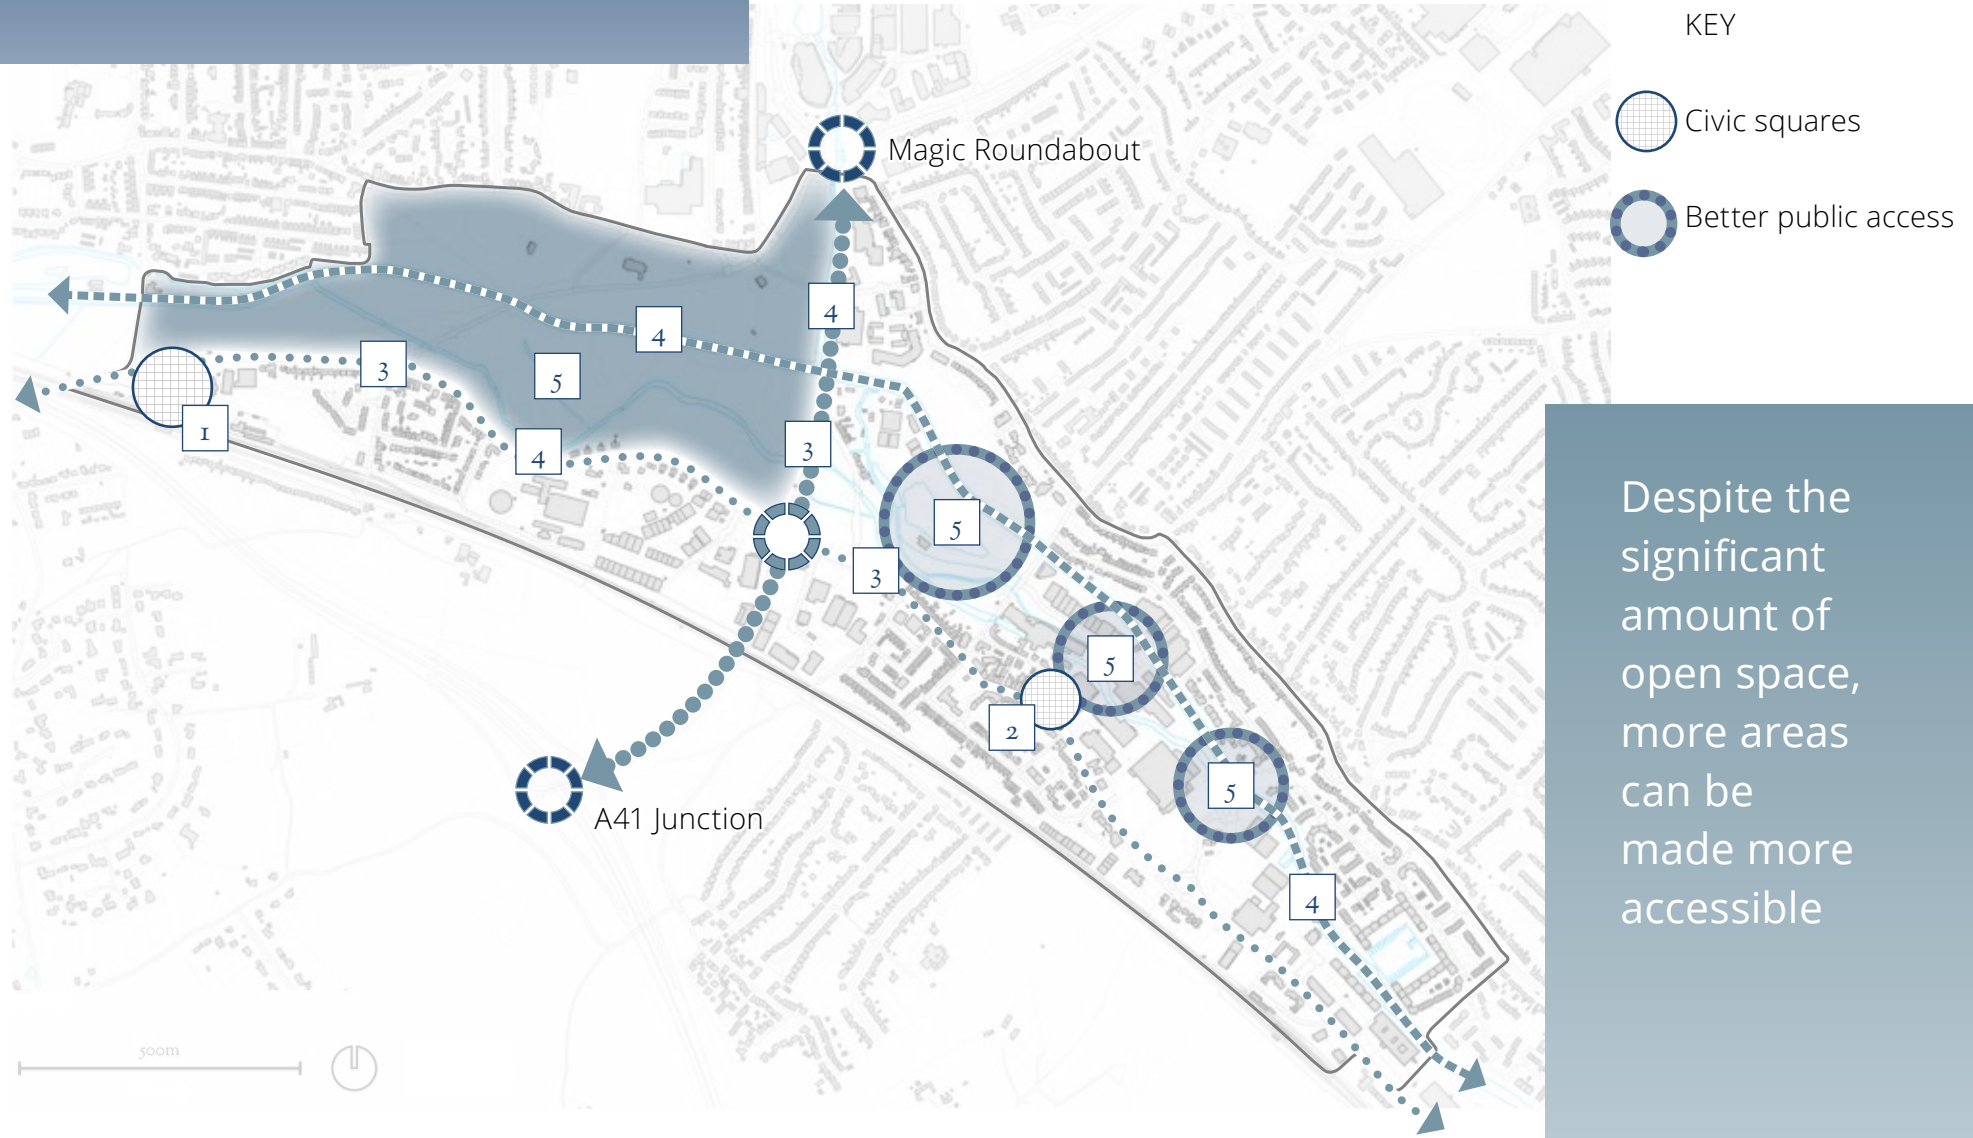 KEY
Civic squares
Better public access
Magic Roundabout
4
4
3
5
1
4
3
5
3
5
2
5
A41 Junction
4
500m
Despite the
significant
amount of
open space,
more areas
can be
made more
accessible